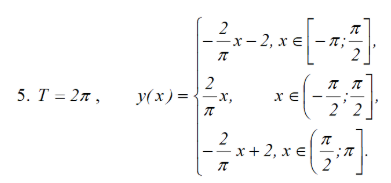 5. T = 2π, y(x) = { -2/π x - 2, x ∈ [-π; π/2],
2/π x, x ∈ (-π/2; π/2],
-2/π x + 2, x ∈ (π/2; π].